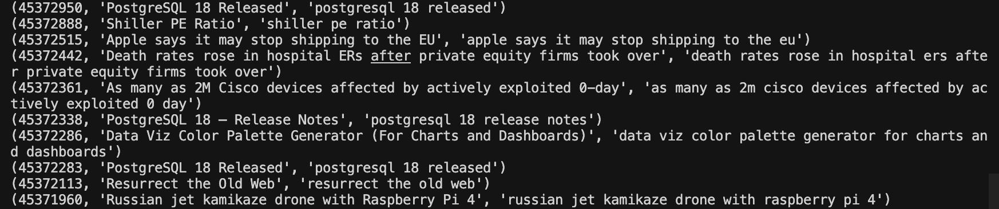 (45372950, 'PostgreSQL 18 Released', 'postgresql 18 released')
(45372888, 'Shiller PE Ratio', 'shiller pe ratio')
(45372515, 'Apple says it may stop shipping to the EU', 'apple says it may stop shipping to the eu')
(45372442, 'Death rates rose in hospital ERs after private equity firms took over', 'death rates rose in hospital ers afte
r private equity firms took over')
(45372361, 'As many as 2M Cisco devices affected by actively exploited 0-day', 'as many as 2m cisco devices affected by ac
tively exploited 0 day')
(45372338, 'PostgreSQL 18 – Release Notes', 'postgresql 18 release notes')
(45372286, 'Data Viz Color Palette Generator (For Charts and Dashboards)', 'data viz color palette generator for charts an
d dashboards')
(45372283, 'PostgreSQL 18 Released', 'postgresql 18 released')
(45372113, 'Resurrect the Old Web', 'resurrect the old web')
(45371960, 'Russian jet kamikaze drone with Raspberry Pi 4', 'russian jet kamikaze drone with raspberry pi 4')